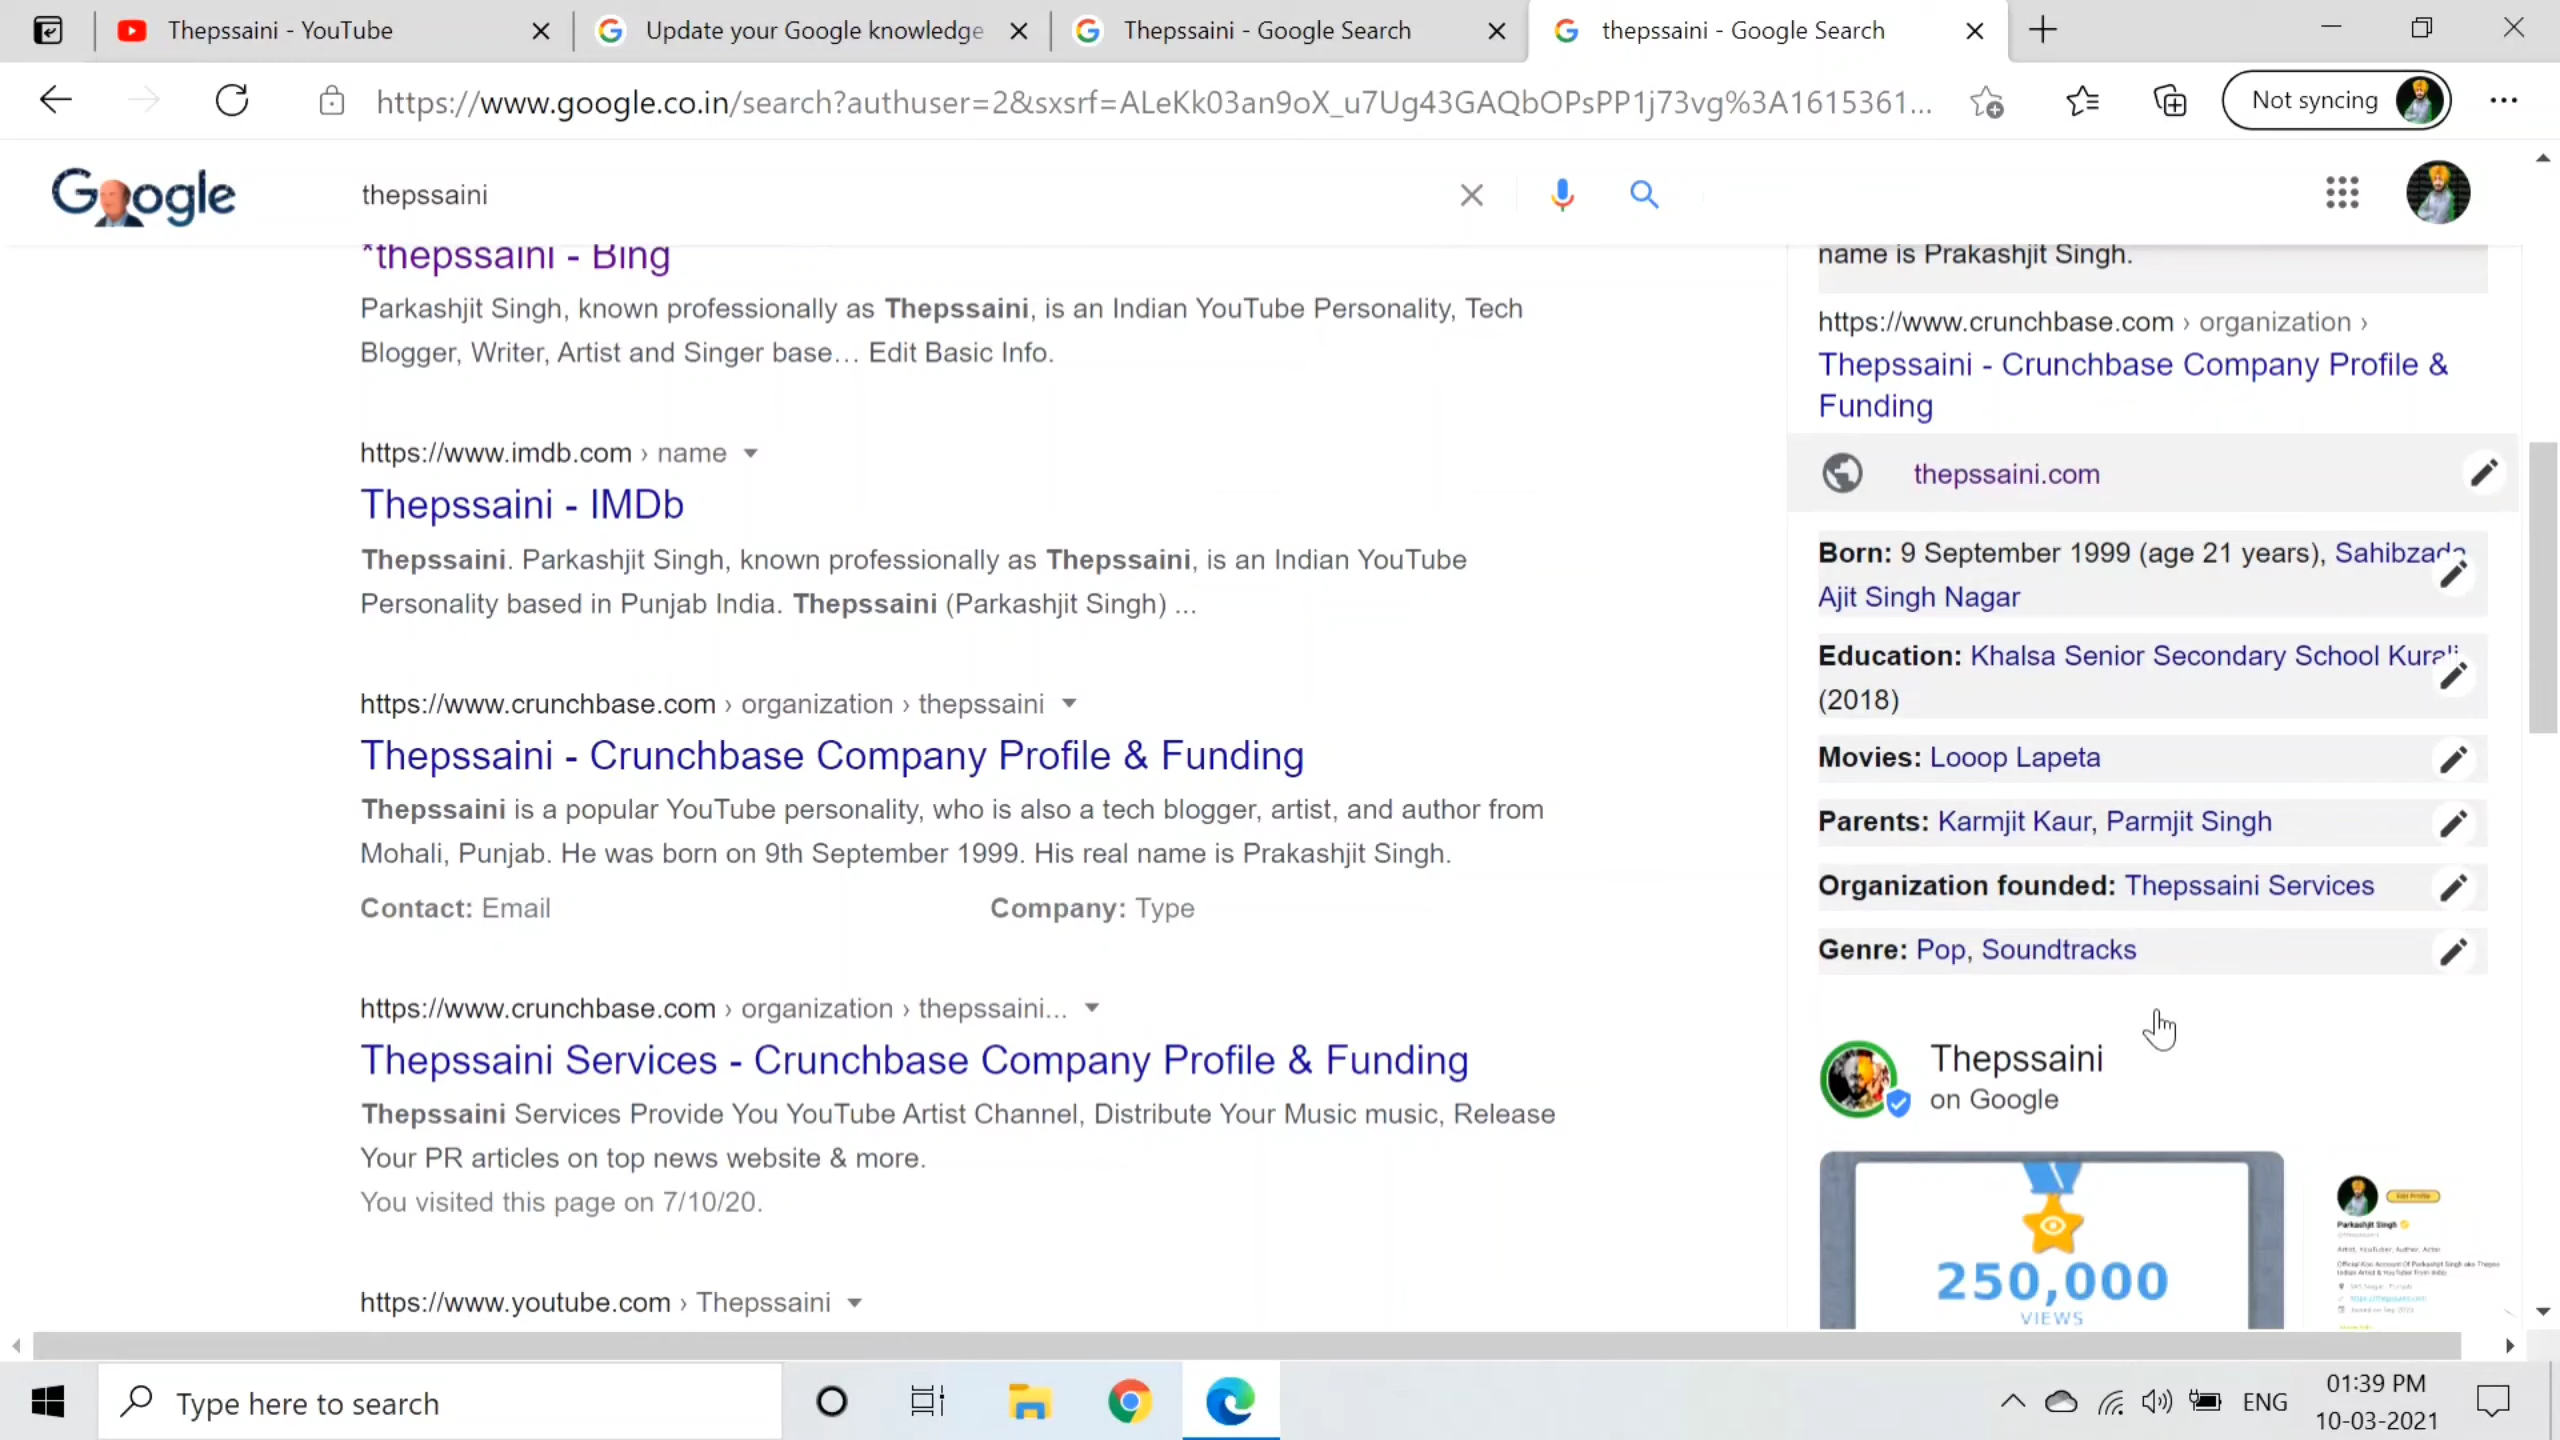 Thepssaini - YouTube
Update your Google knowledge
Thepssaini - Google Search
thepssaini - Google Search
https://www.google.co.in/search?authuser=2&sxsrf=ALeKk03an9oX_u7Ug43GAQbOPsPP1j73vg%3A1615361...
Not syncing
Google
thepssaini
*thepssaini - Bing
Parkashjit Singh, known professionally as Thepssaini, is an Indian YouTube Personality, Tech
Blogger, Writer, Artist and Singer base… Edit Basic Info.
https://www.imdb.com › name
Thepssaini - IMDb
Thepssaini. Parkashjit Singh, known professionally as Thepssaini, is an Indian YouTube
Personality based in Punjab India. Thepssaini (Parkashjit Singh) ...
https://www.crunchbase.com › organization › thepssaini
Thepssaini - Crunchbase Company Profile & Funding
Thepssaini is a popular YouTube personality, who is also a tech blogger, artist, and author from
Mohali, Punjab. He was born on 9th September 1999. His real name is Prakashjit Singh.
Contact: Email Company: Type
https://www.crunchbase.com › organization › thepssaini...
Thepssaini Services - Crunchbase Company Profile & Funding
Thepssaini Services Provide You YouTube Artist Channel, Distribute Your Music music, Release
Your PR articles on top news website & more.
You visited this page on 7/10/20.
https://www.youtube.com › Thepssaini
name is Prakashjit Singh.
https://www.crunchbase.com › organization ›
Thepssaini - Crunchbase Company Profile &
Funding
thepssaini.com
Born: 9 September 1999 (age 21 years), Sahibzada
Ajit Singh Nagar
Education: Khalsa Senior Secondary School Kurali
(2018)
Movies: Looop Lapeta
Parents: Karmjit Kaur, Parmjit Singh
Organization founded: Thepssaini Services
Genre: Pop, Soundtracks
Thepssaini
on Google
250,000
VIEWS
Edit Profile
Parkashjit Singh
Artist, YouTuber, Author, Actor
Type here to search
ENG
01:39 PM
10-03-2021